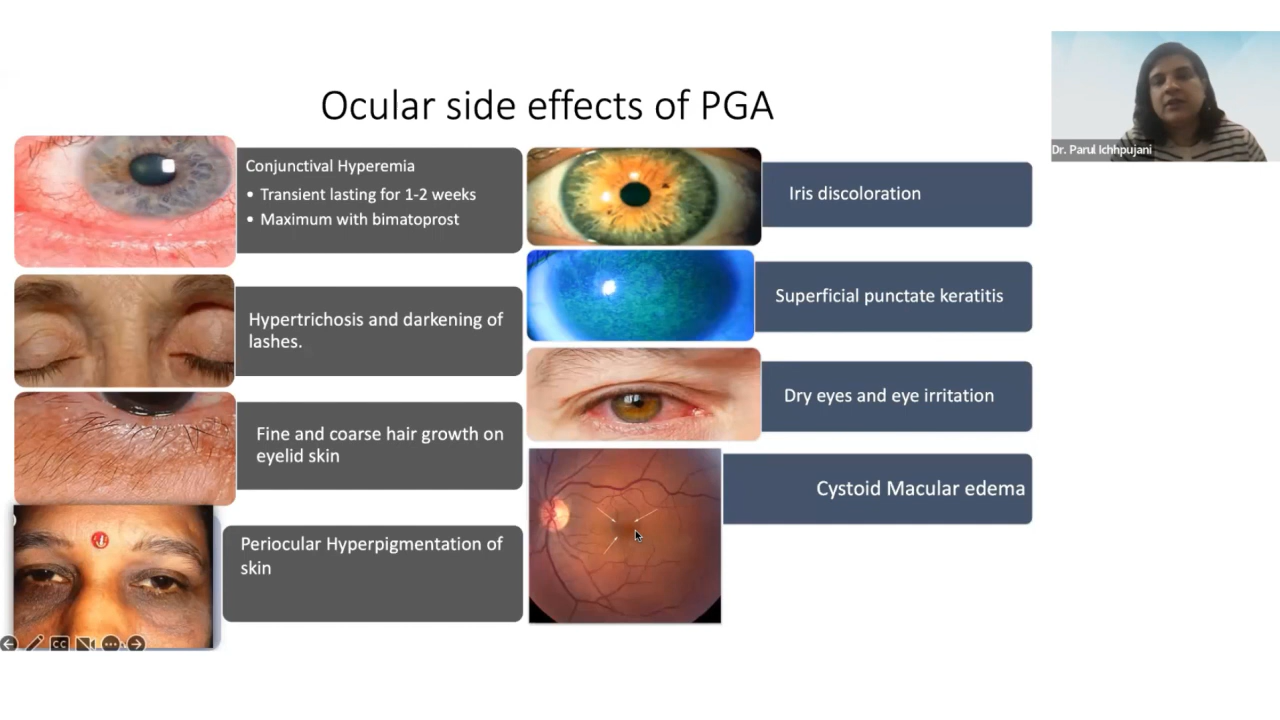 Ocular side effects of PGA
Dr. Parul Ichhpujani
Conjunctival Hyperemia
• Transient lasting for 1-2 weeks
• Maximum with bimatoprost
Hypertrichosis and darkening of
lashes.
Fine and coarse hair growth on
eyelid skin
Periocular Hyperpigmentation of
skin
Iris discoloration
Superficial punctate keratitis
Dry eyes and eye irritation
Cystoid Macular edema
CC